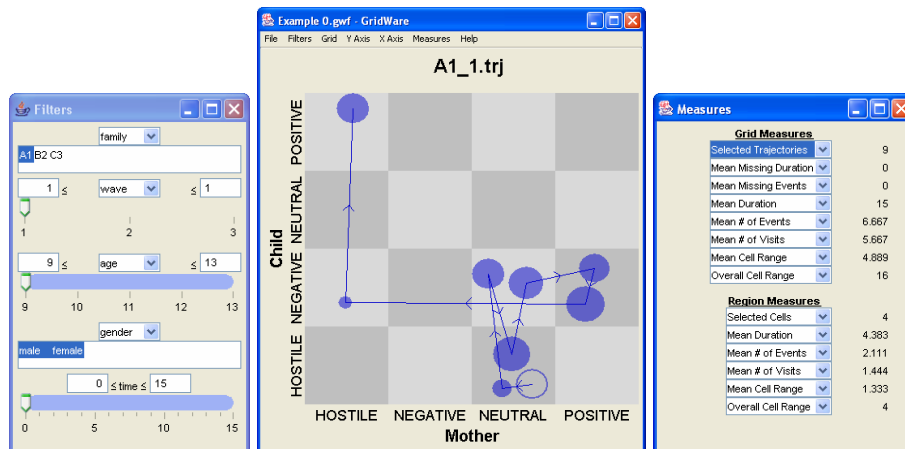 Example 0.gwf - GridWare
File Filters Grid Y Axis X Axis Measures Help
A1_1.trj
Child
POSITIVE
NEUTRAL
NEGATIVE
HOSTILE
HOSTILE NEGATIVE NEUTRAL POSITIVE
Mother
Filters
family
A1 B2 C3
1 ≤ wave ≤ 1
1 2 3
9 ≤ age ≤ 13
9 10 11 12 13
gender
male female
0 ≤ time ≤ 15
0 5 10 15
Measures
Grid Measures
Selected Trajectories 9
Mean Missing Duration 0
Mean Missing Events 0
Mean Duration 15
Mean # of Events 6.667
Mean # of Visits 5.667
Mean Cell Range 4.889
Overall Cell Range 16
Region Measures
Selected Cells 4
Mean Duration 4.383
Mean # of Events 2.111
Mean # of Visits 1.444
Mean Cell Range 1.333
Overall Cell Range 4